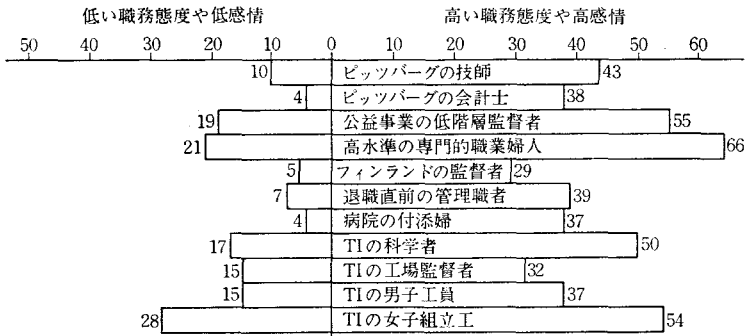 低い職務態度や低感情 高い職務態度や高感情
50 40 30 20 10 0 10 20 30 40 50 60
10 ピッツバーグの技師 43
4 ピッツバーグの会計士 38
19 公益事業の低階層監督者 55
21 高水準の専門的職業婦人 66
5 フィンランドの監督者 29
7 退職直前の管理職者 39
4 病院の付添婦 37
17 TIの科学者 50
15 TIの工場監督者 32
15 TIの男子工員 37
28 TIの女子組立工 54